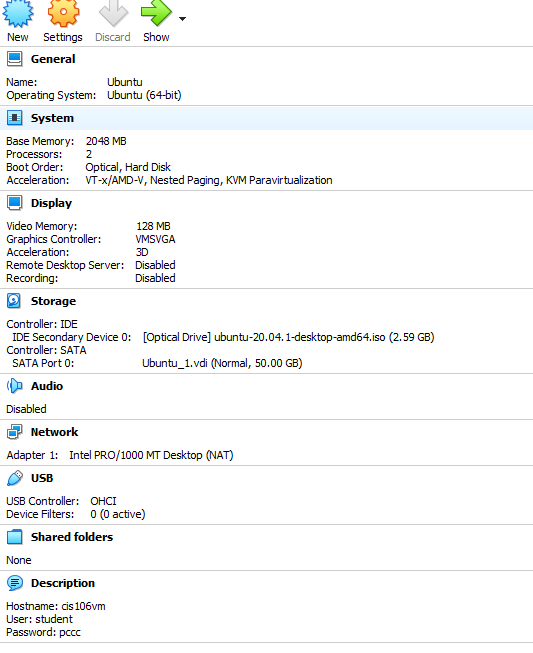 New Settings Discard Show
General
Name: Ubuntu
Operating System: Ubuntu (64-bit)
System
Base Memory: 2048 MB
Processors: 2
Boot Order: Optical, Hard Disk
Acceleration: VT-x/AMD-V, Nested Paging, KVM Paravirtualization
Display
Video Memory: 128 MB
Graphics Controller: VMSVGA
Acceleration: 3D
Remote Desktop Server: Disabled
Recording: Disabled
Storage
Controller: IDE
IDE Secondary Device 0: [Optical Drive] ubuntu-20.04.1-desktop-amd64.iso (2.59 GB)
Controller: SATA
SATA Port 0: Ubuntu_1.vdi (Normal, 50.00 GB)
Audio
Disabled
Network
Adapter 1: Intel PRO/1000 MT Desktop (NAT)
USB
USB Controller: OHCI
Device Filters: 0 (0 active)
Shared folders
None
Description
Hostname: cis106vm
User: student
Password: pccc